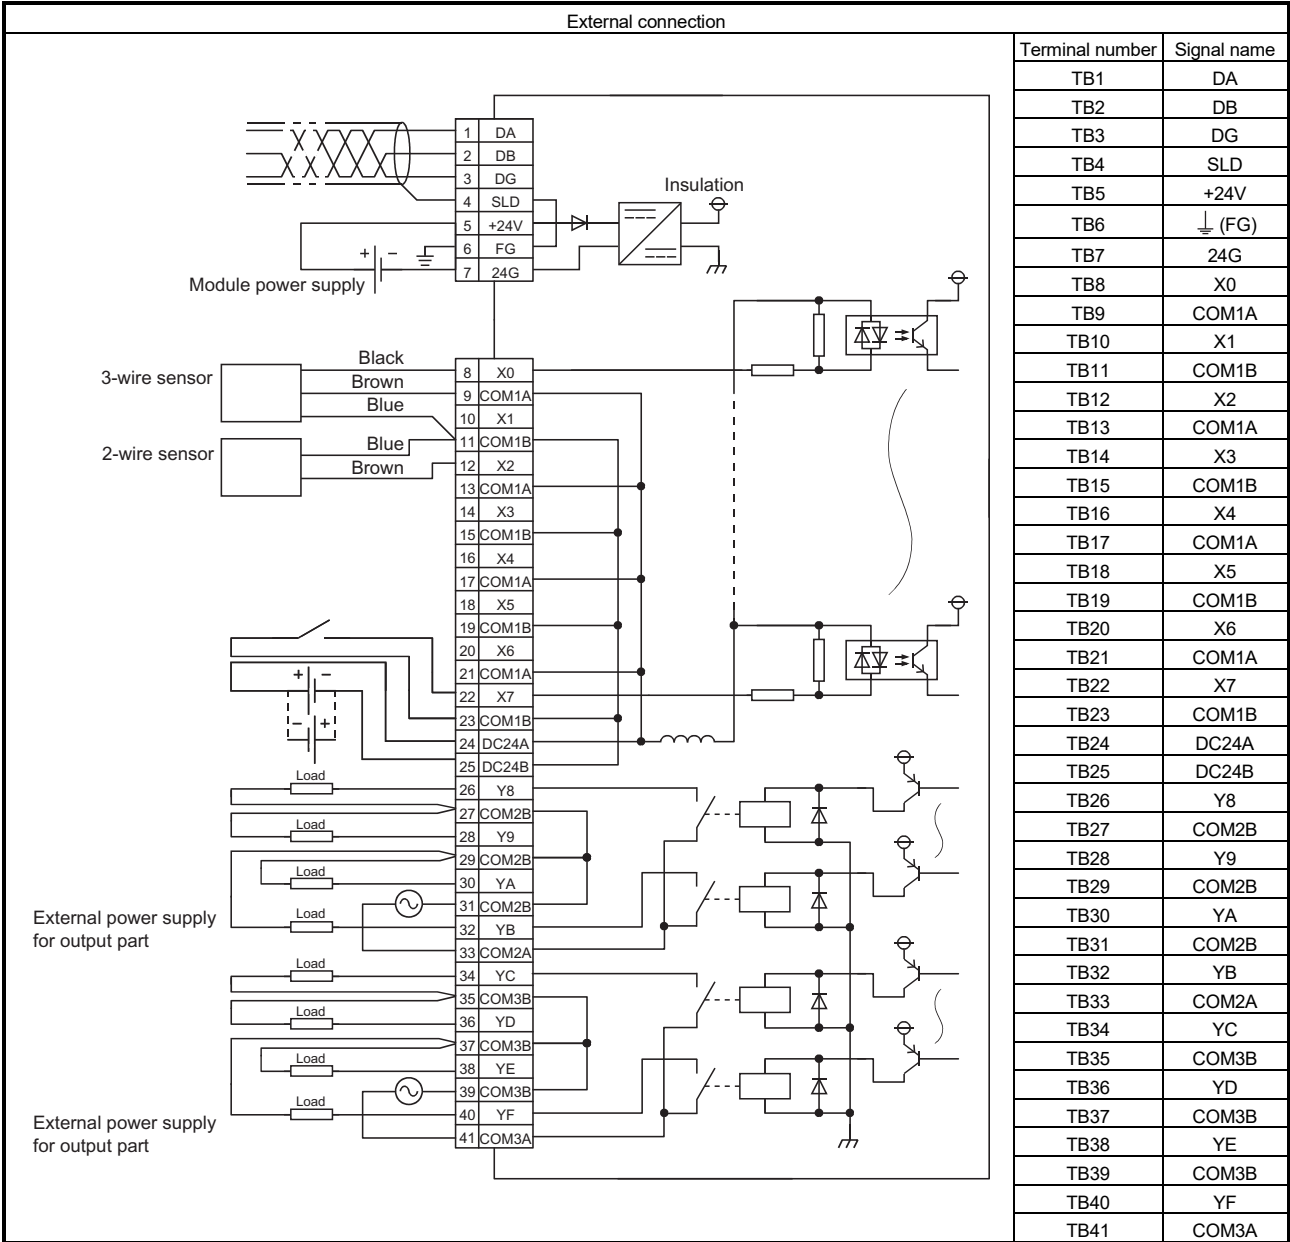 External connection
Terminal number Signal name
TB1 DA
TB2 DB
TB3 DG
TB4 SLD
TB5 +24V
TB6 ⏚ (FG)
TB7 24G
TB8 X0
TB9 COM1A
TB10 X1
TB11 COM1B
TB12 X2
TB13 COM1A
TB14 X3
TB15 COM1B
TB16 X4
TB17 COM1A
TB18 X5
TB19 COM1B
TB20 X6
TB21 COM1A
TB22 X7
TB23 COM1B
TB24 DC24A
TB25 DC24B
TB26 Y8
TB27 COM2B
TB28 Y9
TB29 COM2B
TB30 YA
TB31 COM2B
TB32 YB
TB33 COM2A
TB34 YC
TB35 COM3B
TB36 YD
TB37 COM3B
TB38 YE
TB39 COM3B
TB40 YF
TB41 COM3A
1 DA
2 DB
3 DG
4 SLD
5 +24V
6 FG
7 24G
Insulation
+ -
Module power supply
3-wire sensor
Black
Brown
Blue
2-wire sensor
Blue
Brown
8 X0
9 COM1A
10 X1
11 COM1B
12 X2
13 COM1A
14 X3
15 COM1B
16 X4
17 COM1A
18 X5
19 COM1B
20 X6
21 COM1A
22 X7
23 COM1B
24 DC24A
25 DC24B
+ -
- +
26 Y8
27 COM2B
28 Y9
29 COM2B
30 YA
31 COM2B
32 YB
33 COM2A
34 YC
35 COM3B
36 YD
37 COM3B
38 YE
39 COM3B
40 YF
41 COM3A
Load
Load
Load
Load
External power supply
for output part
Load
Load
Load
Load
External power supply
for output part